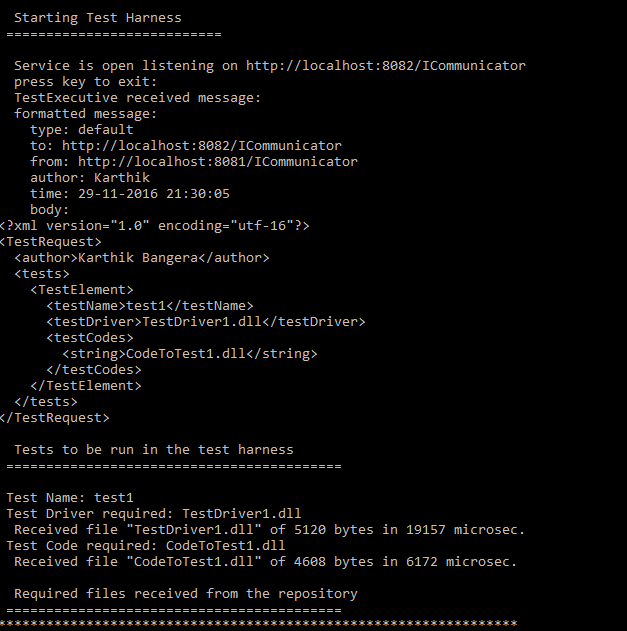 Starting Test Harness
===========================
Service is open listening on http://localhost:8082/ICommunicator
press key to exit:
TestExecutive received message:
formatted message:
type: default
to: http://localhost:8082/ICommunicator
from: http://localhost:8081/ICommunicator
author: Karthik
time: 29-11-2016 21:30:05
body:
<?xml version="1.0" encoding="utf-16"?>
<TestRequest>
<author>Karthik Bangera</author>
<tests>
<TestElement>
<testName>test1</testName>
<testDriver>TestDriver1.dll</testDriver>
<testCodes>
<string>CodeToTest1.dll</string>
</testCodes>
</TestElement>
</tests>
</TestRequest>
Tests to be run in the test harness
==========================================
Test Name: test1
Test Driver required: TestDriver1.dll
Received file "TestDriver1.dll" of 5120 bytes in 19157 microsec.
Test Code required: CodeToTest1.dll
Received file "CodeToTest1.dll" of 4608 bytes in 6172 microsec.
Required files received from the repository
==========================================
*****************************************************************